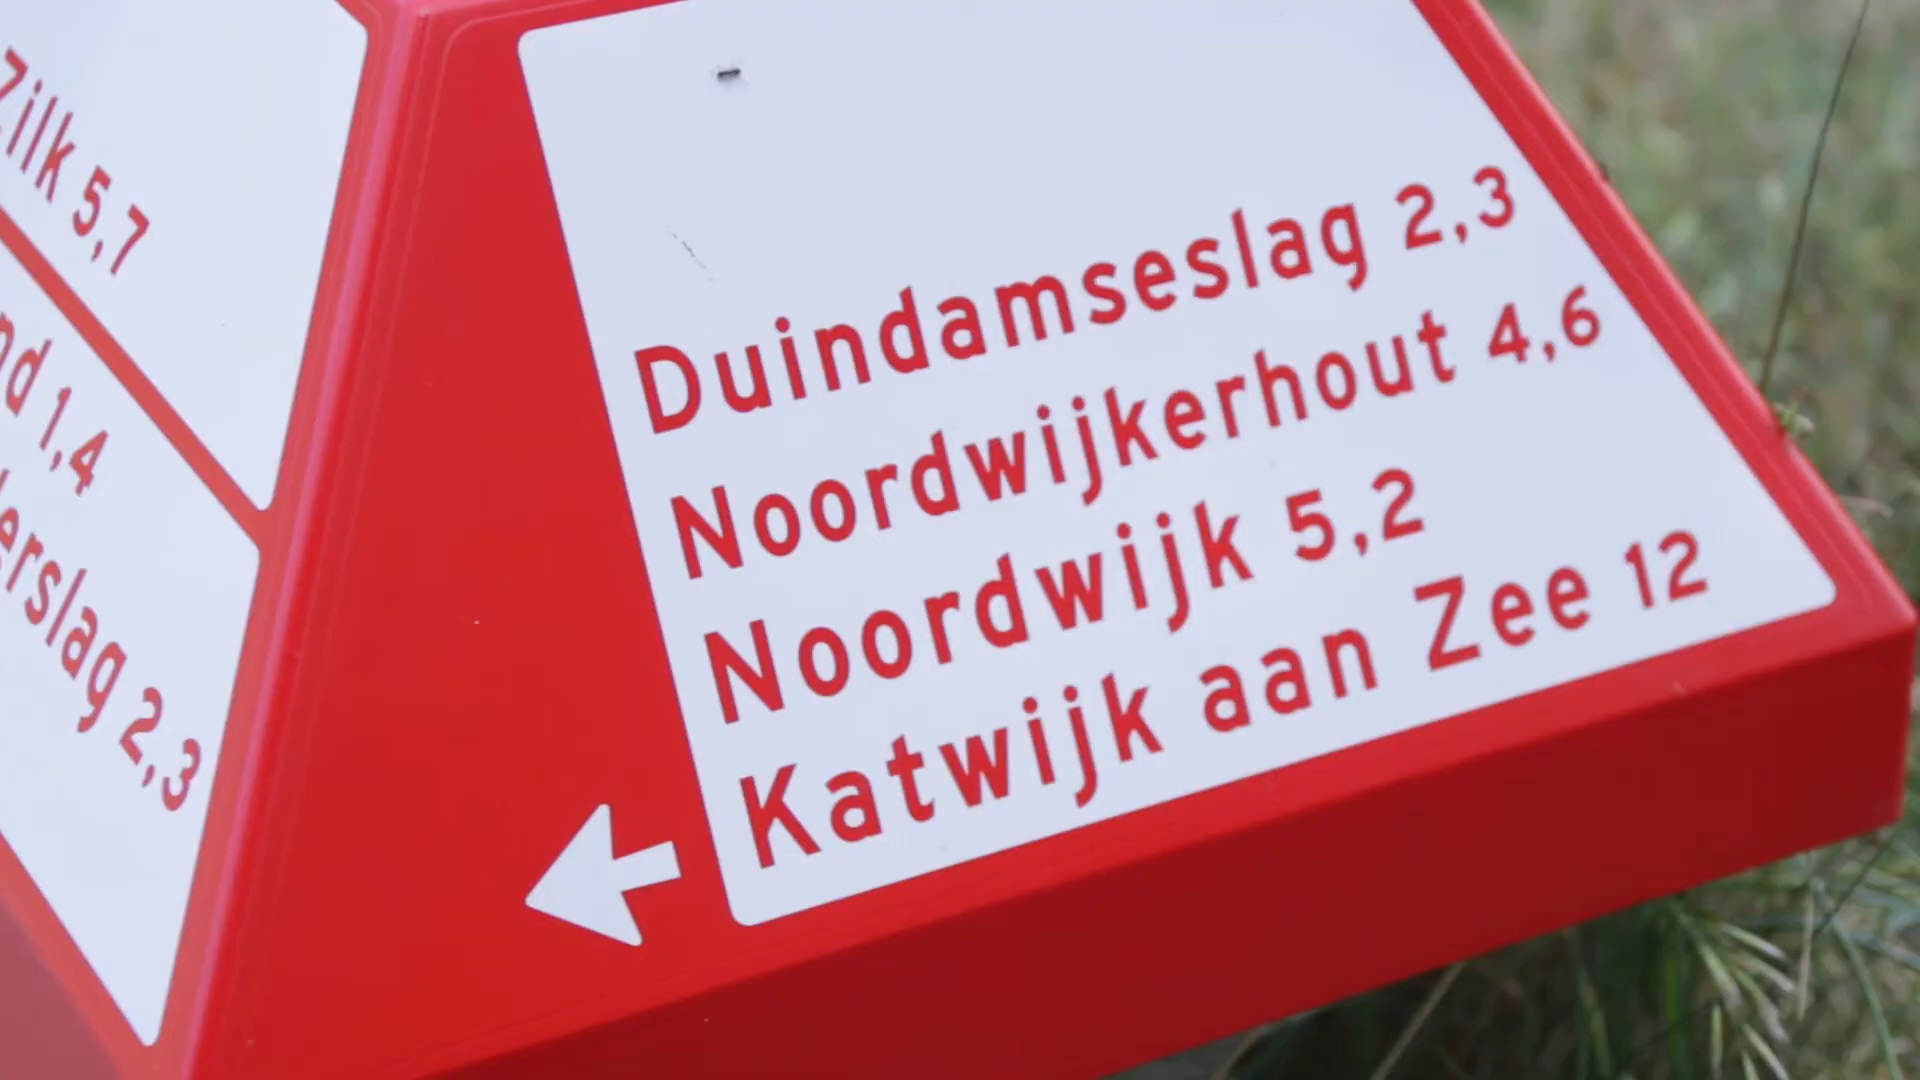 Zilk 5,7
1,4
2,3
Duindamseslag 2,3
Noordwijkerhout 4,6
Noordwijk 5,2
Katwijk aan Zee 12